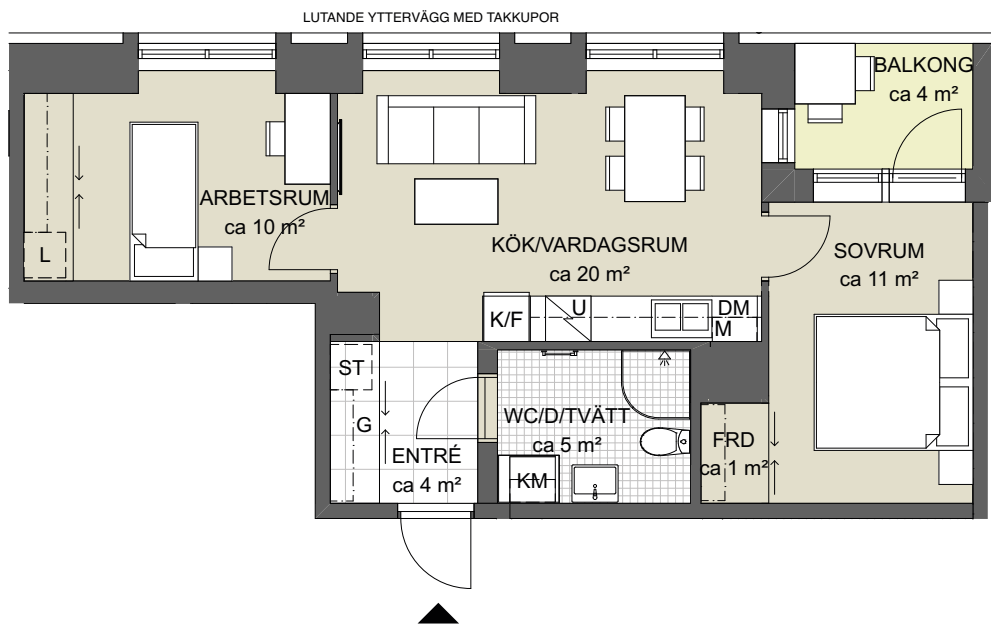 LUTANDE YTTERVÄGG MED TAKKUPOR
BALKONG
ca 4 m²
ARBETSRUM
ca 10 m²
L
KÖK/VARDAGSRUM
ca 20 m²
SOVRUM
ca 11 m²
K/F
U
DM
M
ST
G
ENTRÉ
ca 4 m²
WC/D/TVÄTT
ca 5 m²
KM
FRD
ca 1 m²